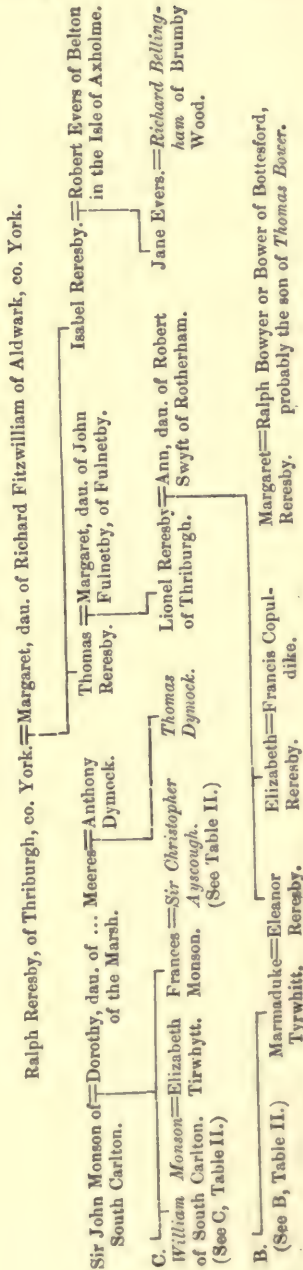 Ralph Reresby, of Thriburgh, co. York.=Margaret, dau. of Richard Fitzwilliam of Aldwark, co. York.
Sir John Monson of=Dorothy, dau. of ... Meeres=Anthony
South Carlton. of the Marsh. Dymock.
Thomas =Margaret, dau. of John
Reresby. Fulnetby, of Fulnetby.
Isabel Reresby.=Robert Evers of Belton
in the Isle of Axholme.
C.
William Monson=Elizabeth
of South Carlton. Tirwhytt.
(See C, Table II.)
Frances =Sir Christopher
Monson. Ayscough.
(See Table II.)
Thomas
Dymock.
Lionel Reresby=Ann, dau. of Robert
of Thriburgh. Swyft of Rotherham.
Jane Evers.=Richard Belling-
ham of Brumby
Wood.
B.
(See B, Table II.)
Marmaduke=Eleanor
Tyrwhitt. Reresby.
Elizabeth=Francis Copul-
Reresby. dike.
Margaret=Ralph Bowyer or Bower of Bottesford,
Reresby. probably the son of Thomas Bower.